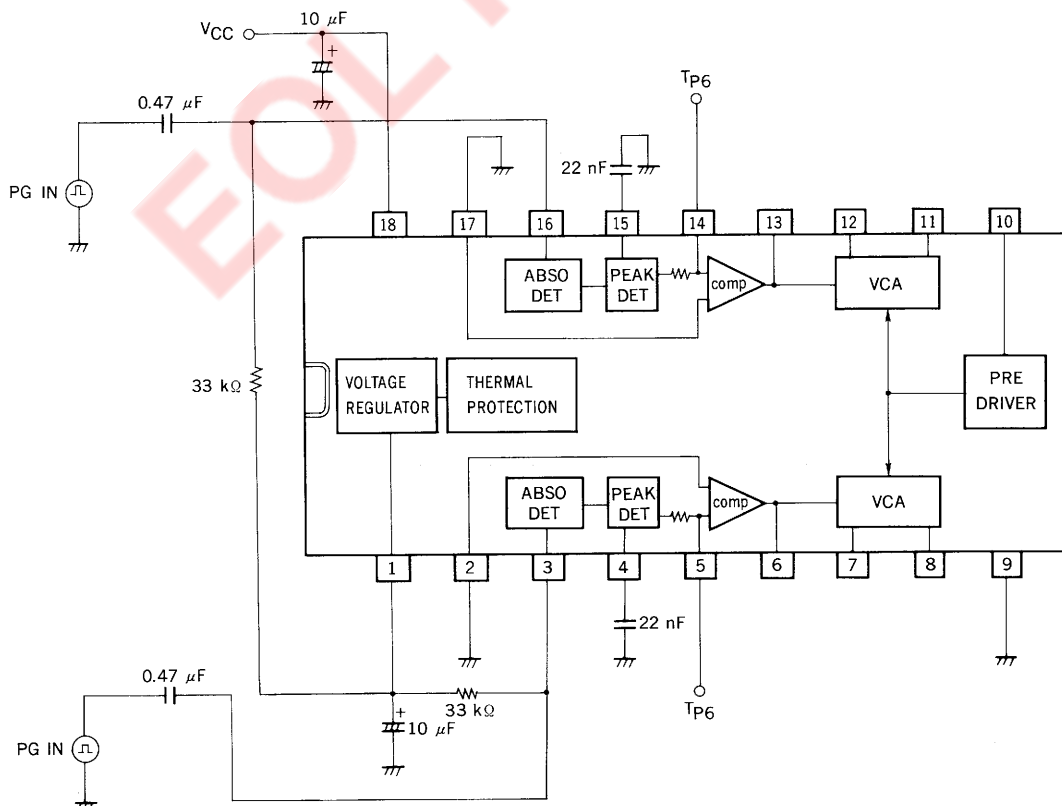 EOL
10 μF
VCC
+
TP6
0.47 μF
22 nF
PG IN
18
17
16
15
14
13
12
11
10
ABSO
DET
PEAK
DET
comp
VCA
33 kΩ
VOLTAGE
REGULATOR
THERMAL
PROTECTION
PRE
DRIVER
ABSO
DET
PEAK
DET
comp
VCA
1
2
3
4
5
6
7
8
9
22 nF
0.47 μF
33 kΩ
TP6
+
10 μF
PG IN